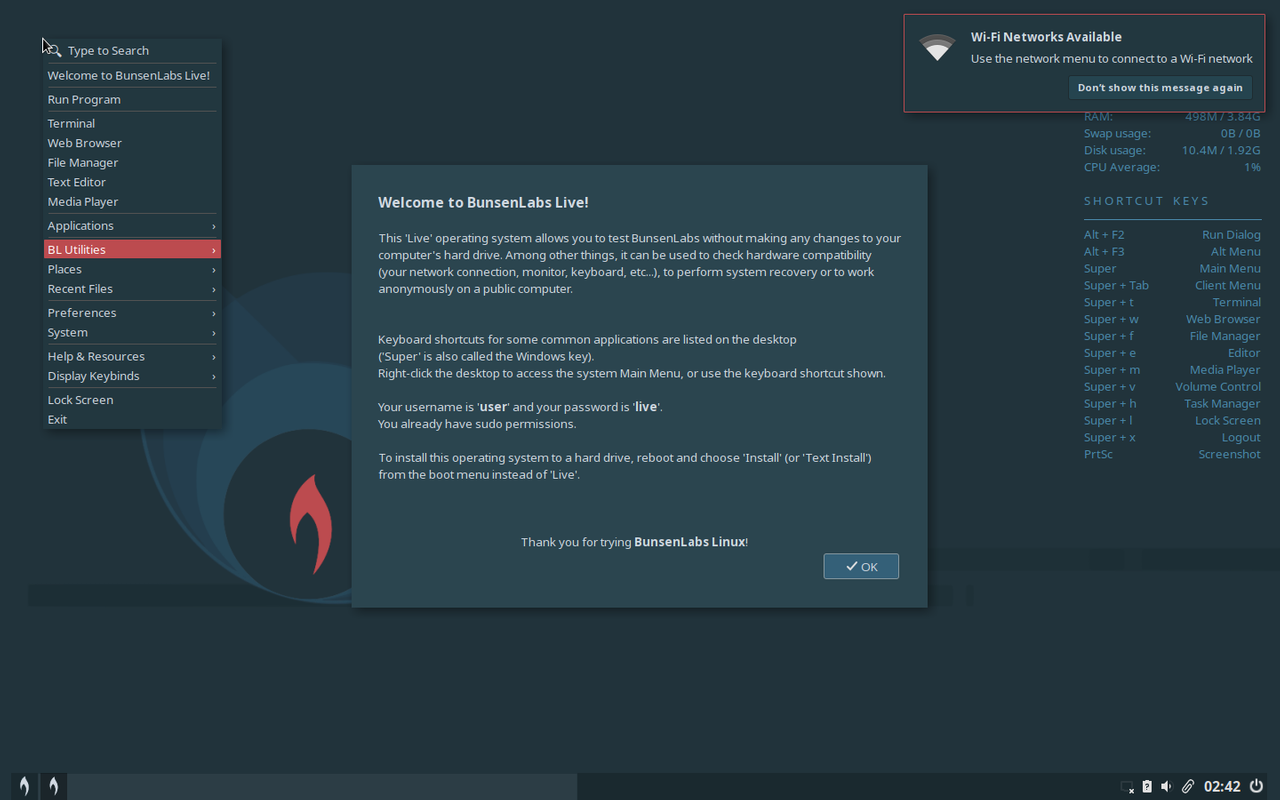 Type to Search
Welcome to BunsenLabs Live!
Run Program
Terminal
Web Browser
File Manager
Text Editor
Media Player
Applications
BL Utilities
Places
Recent Files
Preferences
System
Help & Resources
Display Keybinds
Lock Screen
Exit
Welcome to BunsenLabs Live!
This 'Live' operating system allows you to test BunsenLabs without making any changes to your
computer's hard drive. Among other things, it can be used to check hardware compatibility
(your network connection, monitor, keyboard, etc...), to perform system recovery or to work
anonymously on a public computer.
Keyboard shortcuts for some common applications are listed on the desktop
('Super' is also called the Windows key).
Right-click the desktop to access the system Main Menu, or use the keyboard shortcut shown.
Your username is 'user' and your password is 'live'.
You already have sudo permissions.
To install this operating system to a hard drive, reboot and choose 'Install' (or 'Text Install')
from the boot menu instead of 'Live'.
Thank you for trying BunsenLabs Linux!
OK
Wi-Fi Networks Available
Use the network menu to connect to a Wi-Fi network
Don't show this message again
RAM: 498M / 3.84G
Swap usage: 0B / 0B
Disk usage: 10.4M / 1.92G
CPU Average: 1%
SHORTCUT KEYS
Alt + F2 Run Dialog
Alt + F3 Alt Menu
Super Main Menu
Super + Tab Client Menu
Super + t Terminal
Super + w Web Browser
Super + f File Manager
Super + e Editor
Super + m Media Player
Super + v Volume Control
Super + h Task Manager
Super + l Lock Screen
Super + x Logout
PrtSc Screenshot
02:42